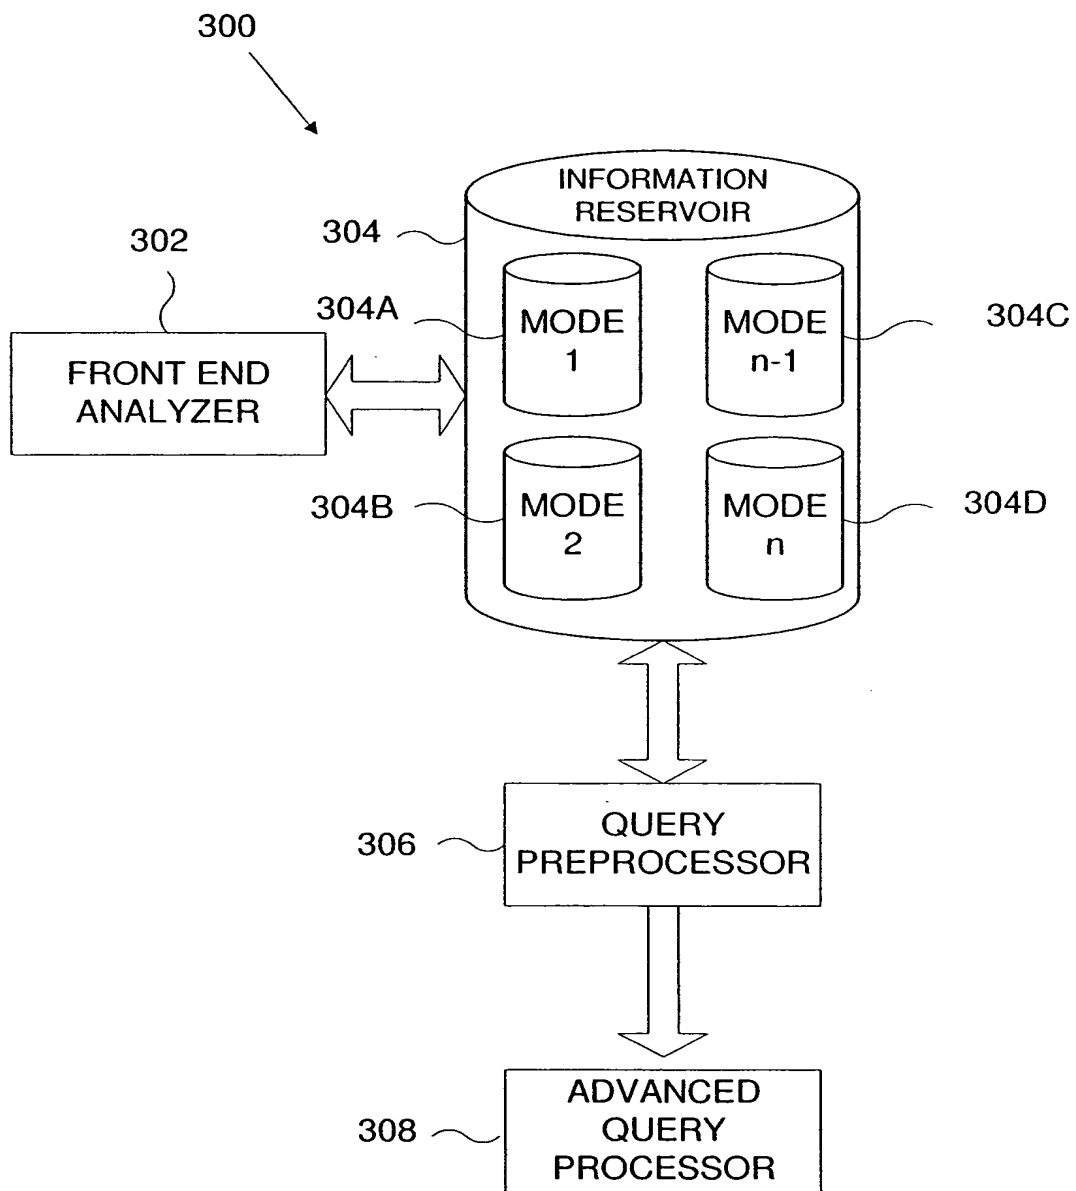 300
INFORMATION
RESERVOIR
304
302
304A
MODE
1
MODE
n-1
304C
FRONT END
ANALYZER
304B
MODE
2
MODE
n
304D
306
QUERY
PREPROCESSOR
308
ADVANCED
QUERY
PROCESSOR